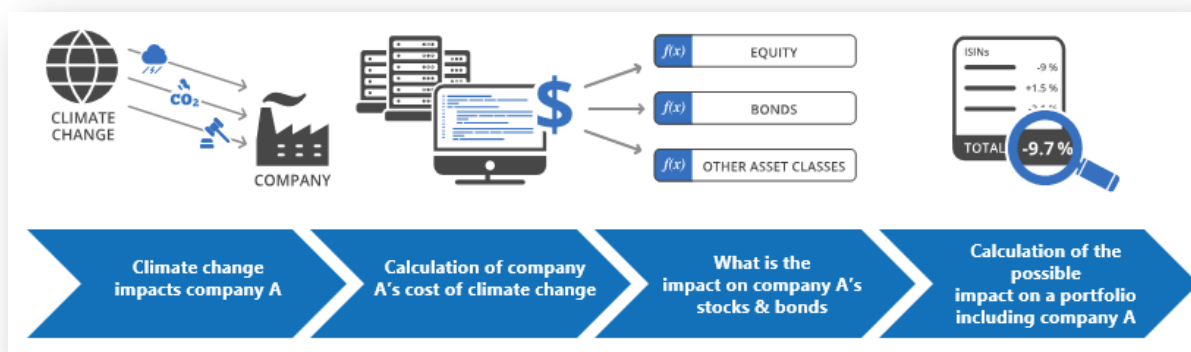 CLIMATE
CHANGE
CO₂
COMPANY
$
f(x) EQUITY
f(x) BONDS
f(x) OTHER ASSET CLASSES
ISINs
-9 %
+1.5 %
TOTAL -9.7 %
Climate change
impacts company A
Calculation of company
A's cost of climate change
What is the
impact on company A's
stocks & bonds
Calculation of the
possible
impact on a portfolio
including company A